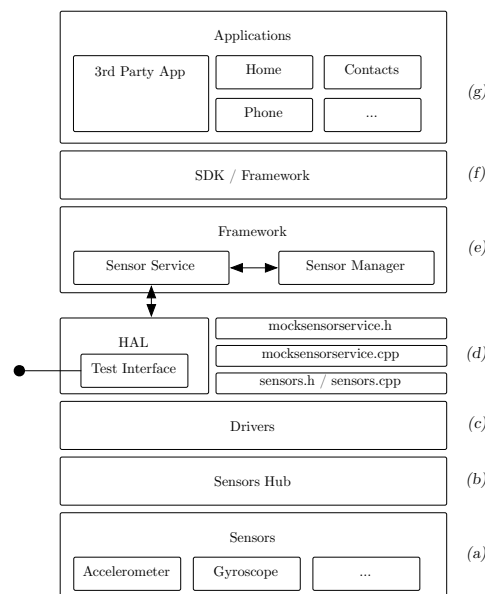 Applications
3rd Party App
Home
Contacts
Phone
...
(g)
SDK / Framework
(f)
Framework
Sensor Service
Sensor Manager
(e)
HAL
Test Interface
mocksensorservice.h
mocksensorservice.cpp
sensors.h / sensors.cpp
(d)
Drivers
(c)
Sensors Hub
(b)
Sensors
Accelerometer
Gyroscope
...
(a)